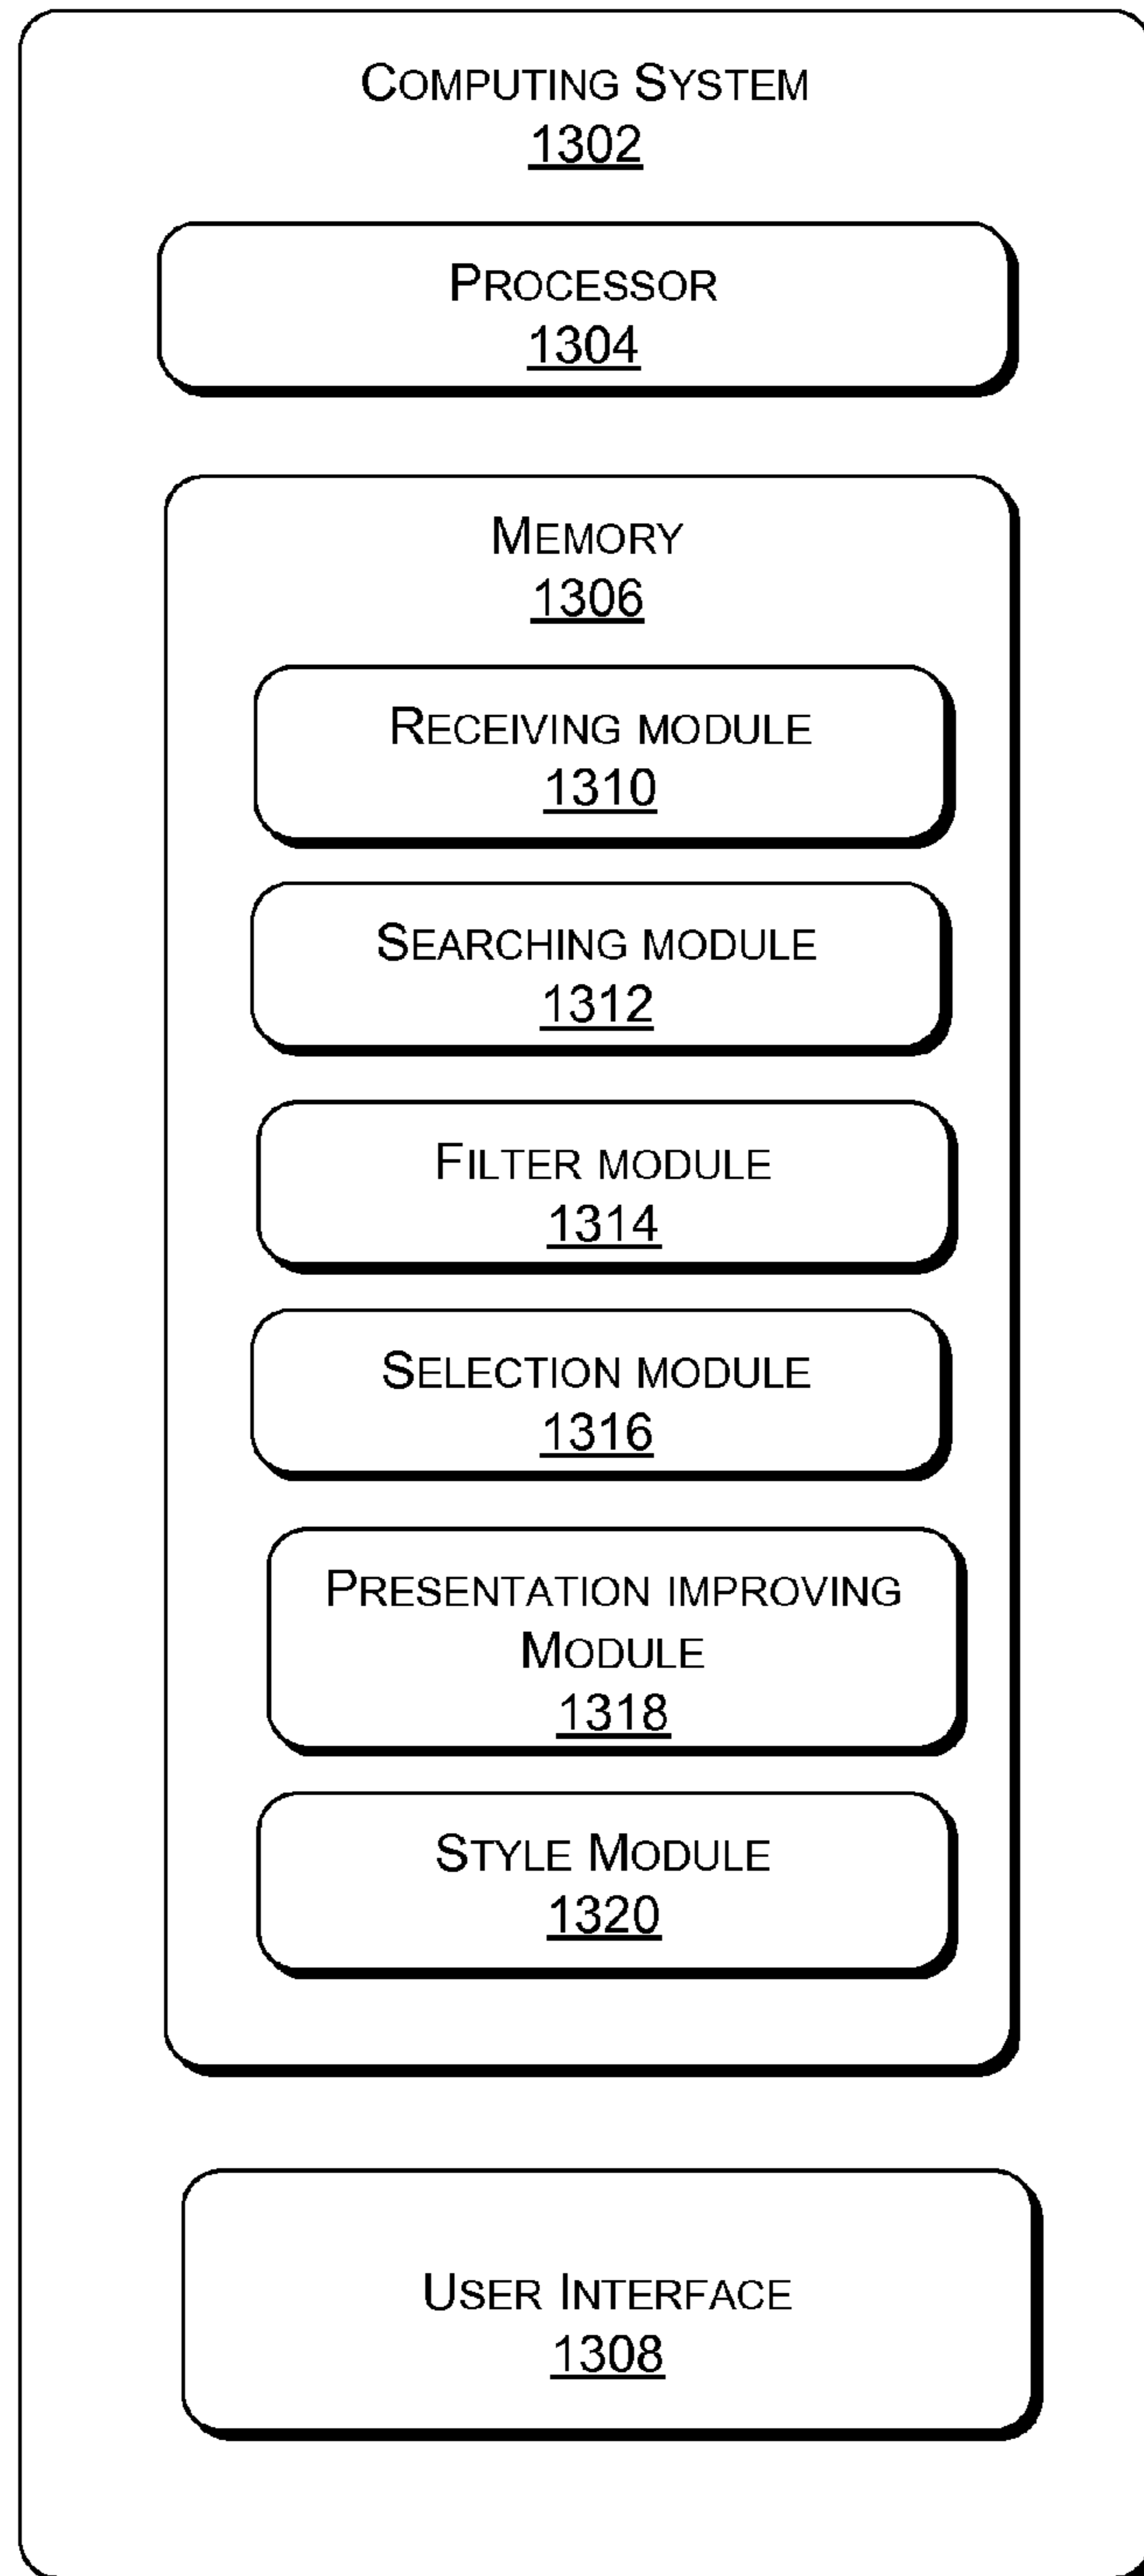 COMPUTING SYSTEM
1302
PROCESSOR
1304
MEMORY
1306
RECEIVING MODULE
1310
SEARCHING MODULE
1312
FILTER MODULE
1314
SELECTION MODULE
1316
PRESENTATION IMPROVING
MODULE
1318
STYLE MODULE
1320
USER INTERFACE
1308